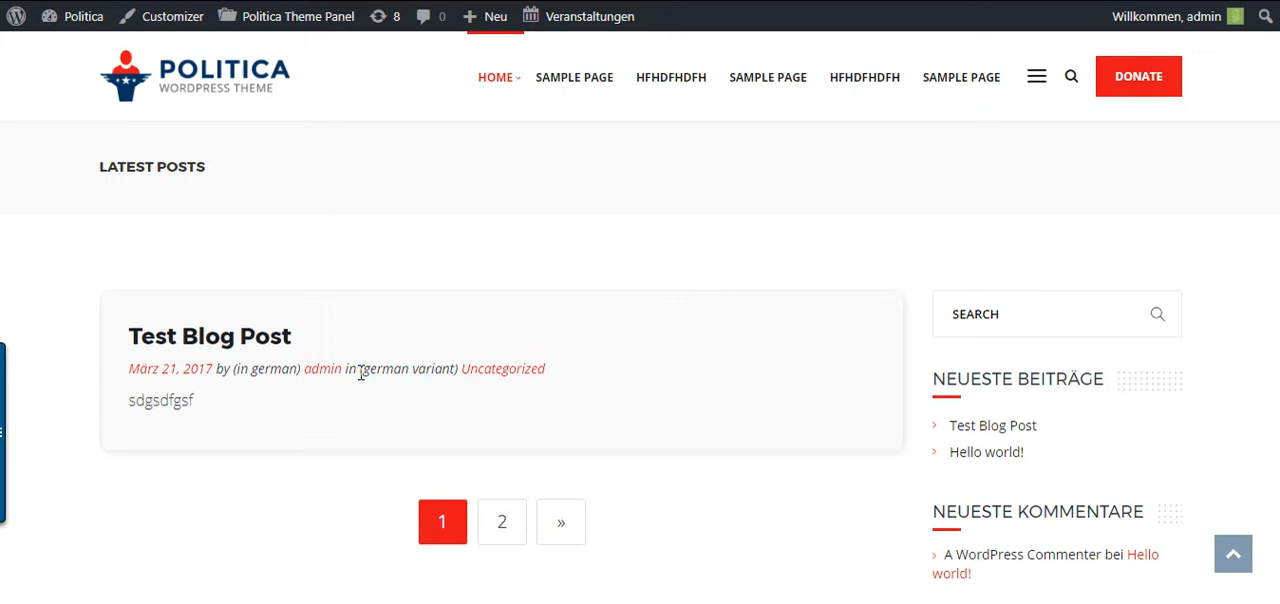 Politica Customizer Politica Theme Panel 8 0 Neu Veranstaltungen Willkommen, admin
POLITICA
WORDPRESS THEME
HOME SAMPLE PAGE HFHDFHDFH SAMPLE PAGE HFHDFHDFH SAMPLE PAGE DONATE
LATEST POSTS
Test Blog Post
März 21, 2017 by (in german) admin in (german variant) Uncategorized
sdgsdfgsf
1 2 »
SEARCH
NEUESTE BEITRÄGE
Test Blog Post
Hello world!
NEUESTE KOMMENTARE
A WordPress Commenter bei Hello
world!